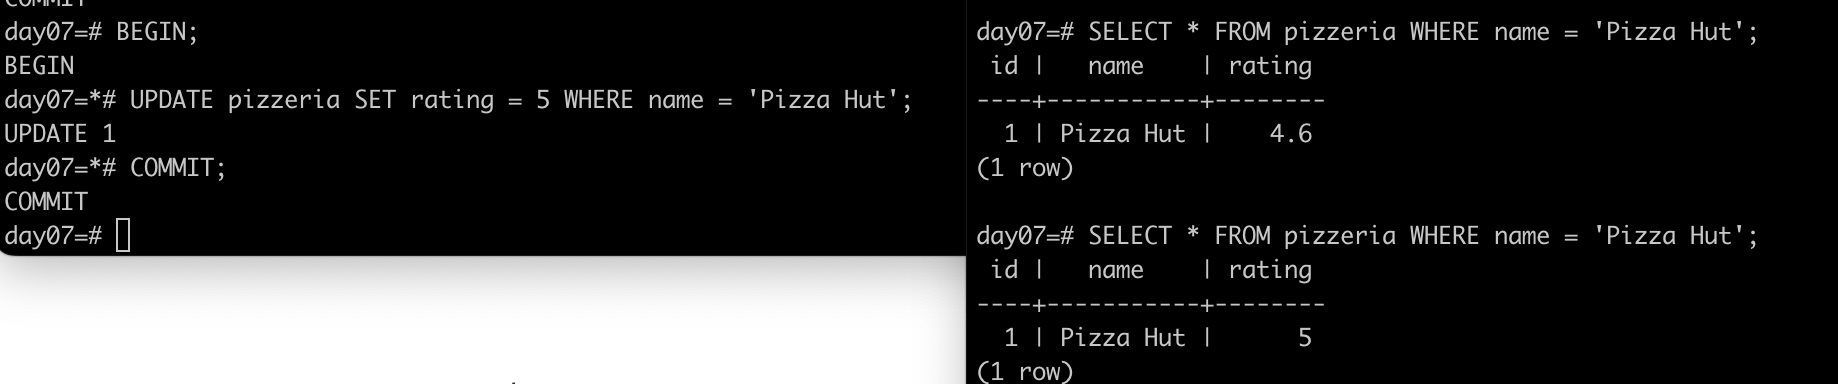 COMMIT
day07=# BEGIN;
BEGIN
day07=*# UPDATE pizzeria SET rating = 5 WHERE name = 'Pizza Hut';
UPDATE 1
day07=*# COMMIT;
COMMIT
day07=#
day07=# SELECT * FROM pizzeria WHERE name = 'Pizza Hut';
 id |   name    | rating
----+-----------+--------
  1 | Pizza Hut |    4.6
(1 row)
day07=# SELECT * FROM pizzeria WHERE name = 'Pizza Hut';
 id |   name    | rating
----+-----------+--------
  1 | Pizza Hut |      5
(1 row)